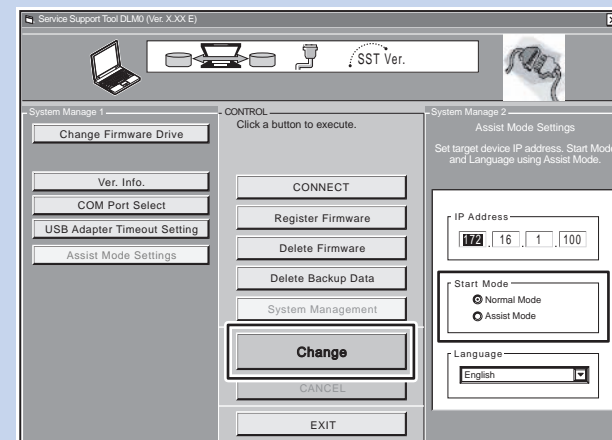 Service Support Tool DLM0 (Ver. X.XX E)
SST Ver.
System Manage 1
Change Firmware Drive
Ver. Info.
COM Port Select
USB Adapter Timeout Setting
Assist Mode Settings
CONTROL
Click a button to execute.
CONNECT
Register Firmware
Delete Firmware
Delete Backup Data
System Management
Change
CANCEL
EXIT
System Manage 2
Assist Mode Settings
Set target device IP address. Start Mode
and Language using Assist Mode.
IP Address
172 . 16 . 1 . 100
Start Mode
Normal Mode
Assist Mode
Language
English